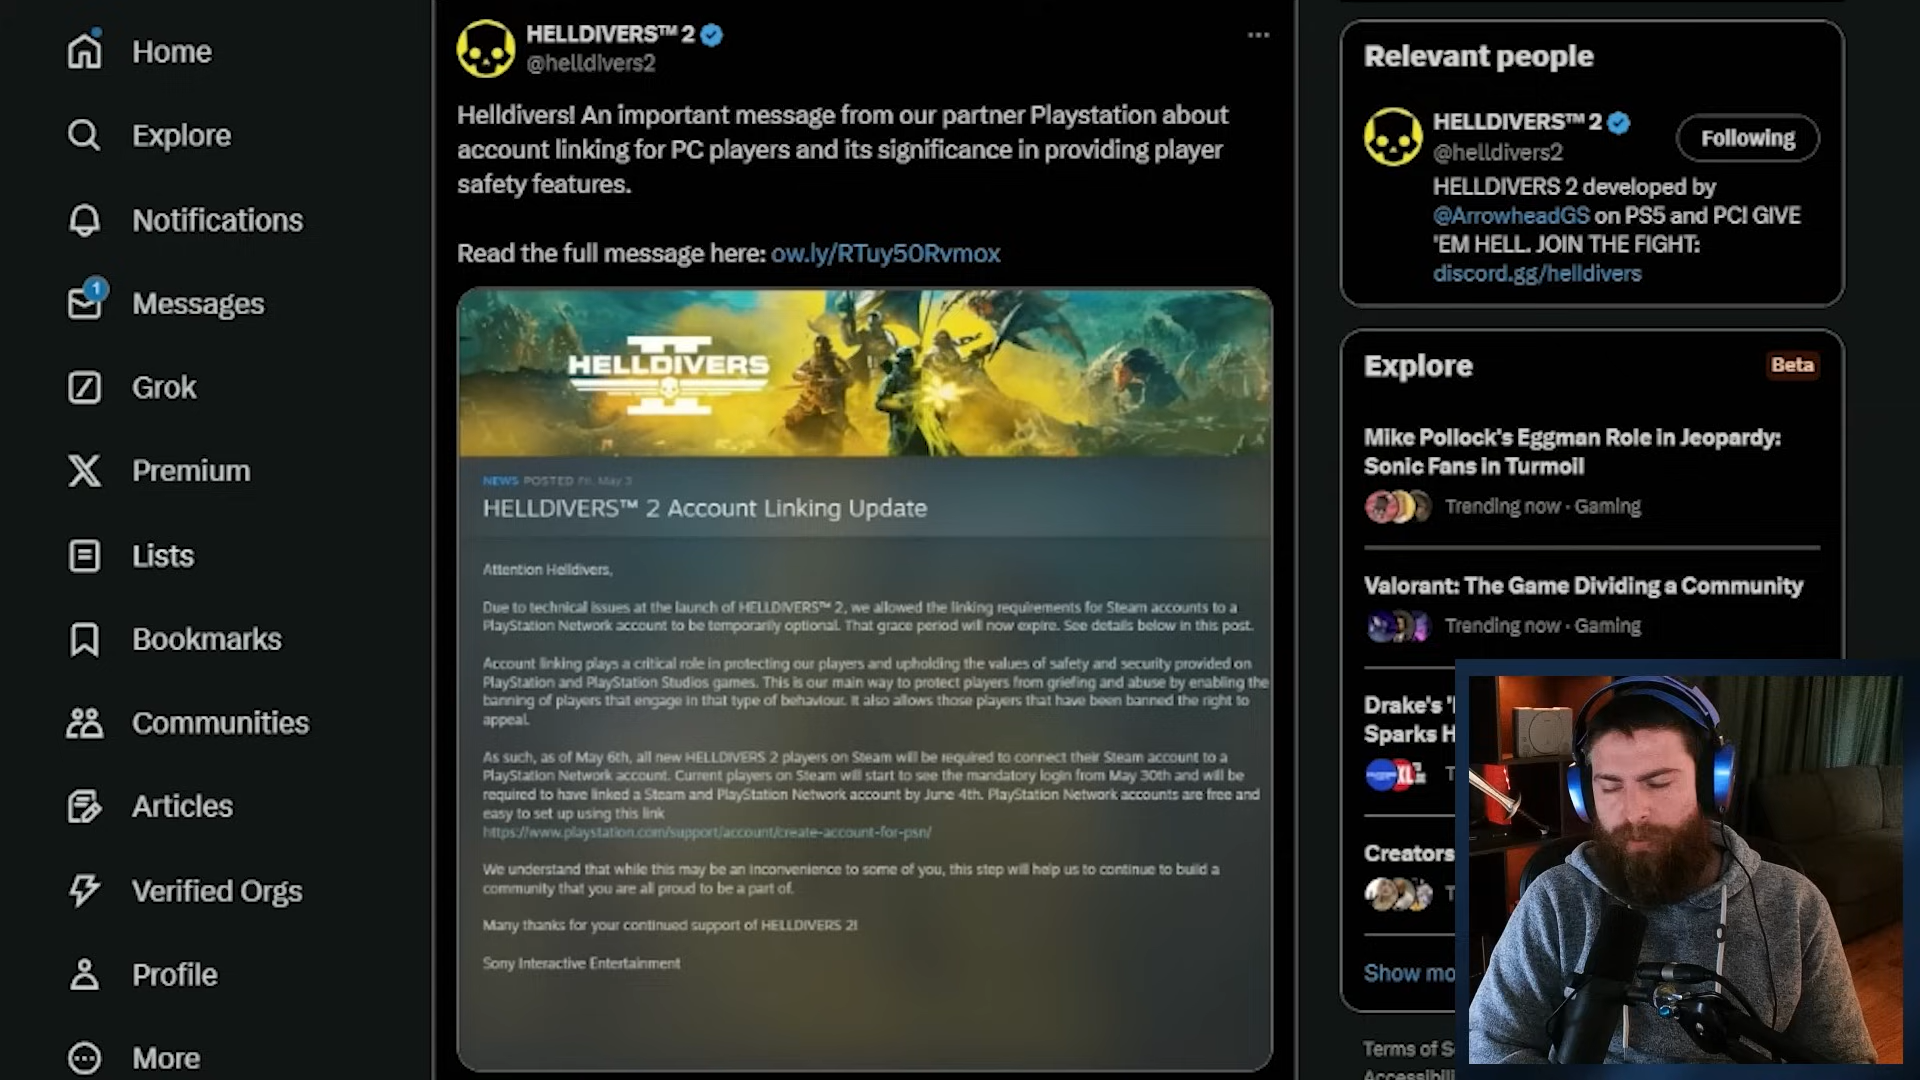 Home
Explore
Notifications
1
Messages
Grok
Premium
Lists
Bookmarks
Communities
Articles
Verified Orgs
Profile
More
HELLDIVERS™ 2
@helldivers2
Helldivers! An important message from our partner Playstation about
account linking for PC players and its significance in providing player
safety features.
Read the full message here: ow.ly/RTuy50Rvmox
HELLDIVERS
II
NEWS POSTED Fri, May 3
HELLDIVERS™ 2 Account Linking Update
Attention Helldivers,
Due to technical issues at the launch of HELLDIVERS™ 2, we allowed the linking requirements for Steam accounts to a
PlayStation Network account to be temporarily optional. That grace period will now expire. See details below in this post.
Account linking plays a critical role in protecting our players and upholding the values of safety and security provided on
PlayStation and PlayStation Studios games. This is our main way to protect players from griefing and abuse by enabling the
banning of players that engage in that type of behaviour. It also allows those players that have been banned the right to
appeal.
As such, as of May 6th, all new HELLDIVERS 2 players on Steam will be required to connect their Steam account to a
PlayStation Network account. Current players on Steam will start to see the mandatory login from May 30th and will be
required to have linked a Steam and PlayStation Network account by June 4th. PlayStation Network accounts are free and
easy to set up using this link
https://www.playstation.com/support/account/create-account-for-psn/
We understand that while this may be an inconvenience to some of you, this step will help us to continue to build a
community that you are all proud to be a part of.
Many thanks for your continued support of HELLDIVERS 2!
Sony Interactive Entertainment
Relevant people
HELLDIVERS™ 2
@helldivers2
Following
HELLDIVERS 2 developed by
@ArrowheadGS on PS5 and PC! GIVE
'EM HELL. JOIN THE FIGHT:
discord.gg/helldivers
Explore
Beta
Mike Pollock's Eggman Role in Jeopardy:
Sonic Fans in Turmoil
Trending now · Gaming
Valorant: The Game Dividing a Community
Trending now · Gaming
Drake's '
Sparks H
XL
T
Creators
T
Show mo
Terms of S
Accessibili